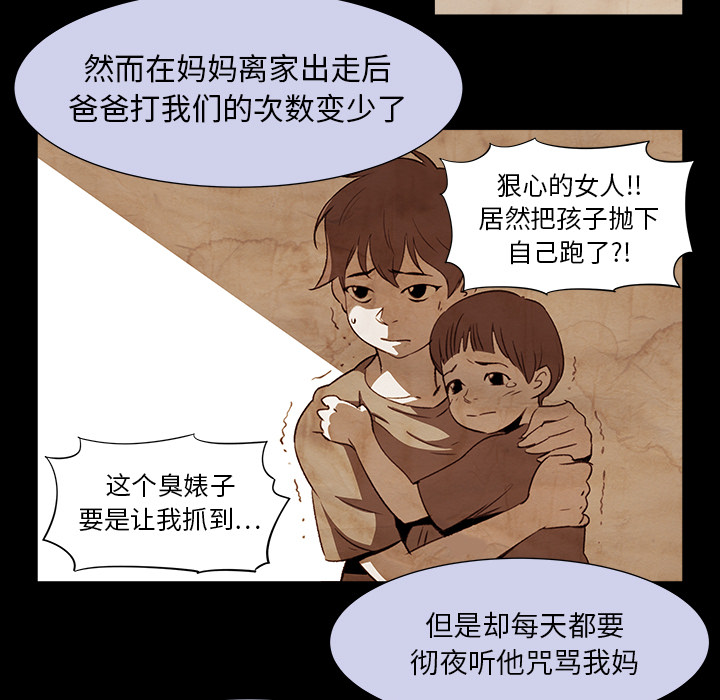 然而在妈妈离家出走后
爸爸打我们的次数变少了
狠心的女人!!
居然把孩子抛下
自己跑了?!
这个臭婊子
要是让我抓到...
但是却每天都要
彻夜听他咒骂我妈